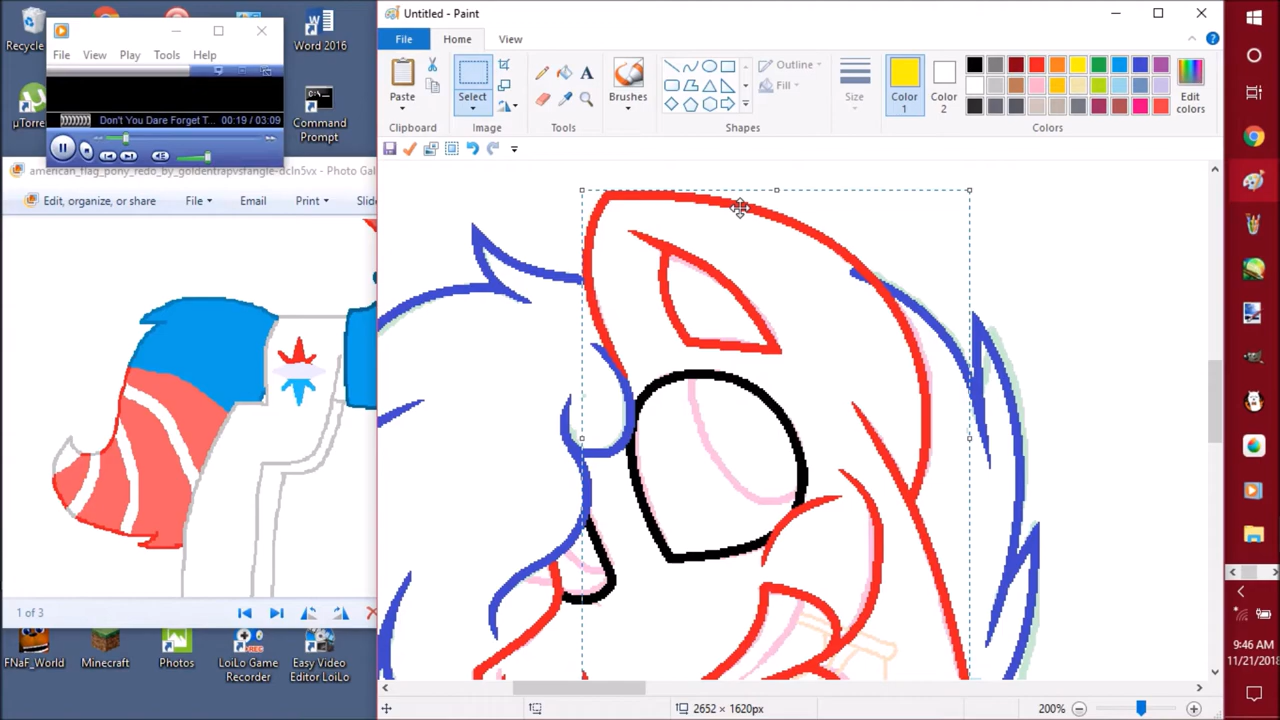 Recycle
Word 2016
µTorre
Command
Prompt
File View Play Tools Help
Don't You Dare Forget T... 00:19 / 03:09
american_flag_pony_redo_by_goldentrapvsfangle-dcln5vx - Photo Gal
Edit, organize, or share File Email Print Slide
1 of 3
FNaF_World
Minecraft
Photos
LoiLo Game
Recorder
Easy Video
Editor LoiLo
Untitled - Paint
File Home View
Paste
Select
Brushes
Outline
Fill
Size
Color
1
Color
2
Edit
colors
Clipboard Image Tools Shapes Colors
2652 × 1620px
200%
9:46 AM
11/21/2018